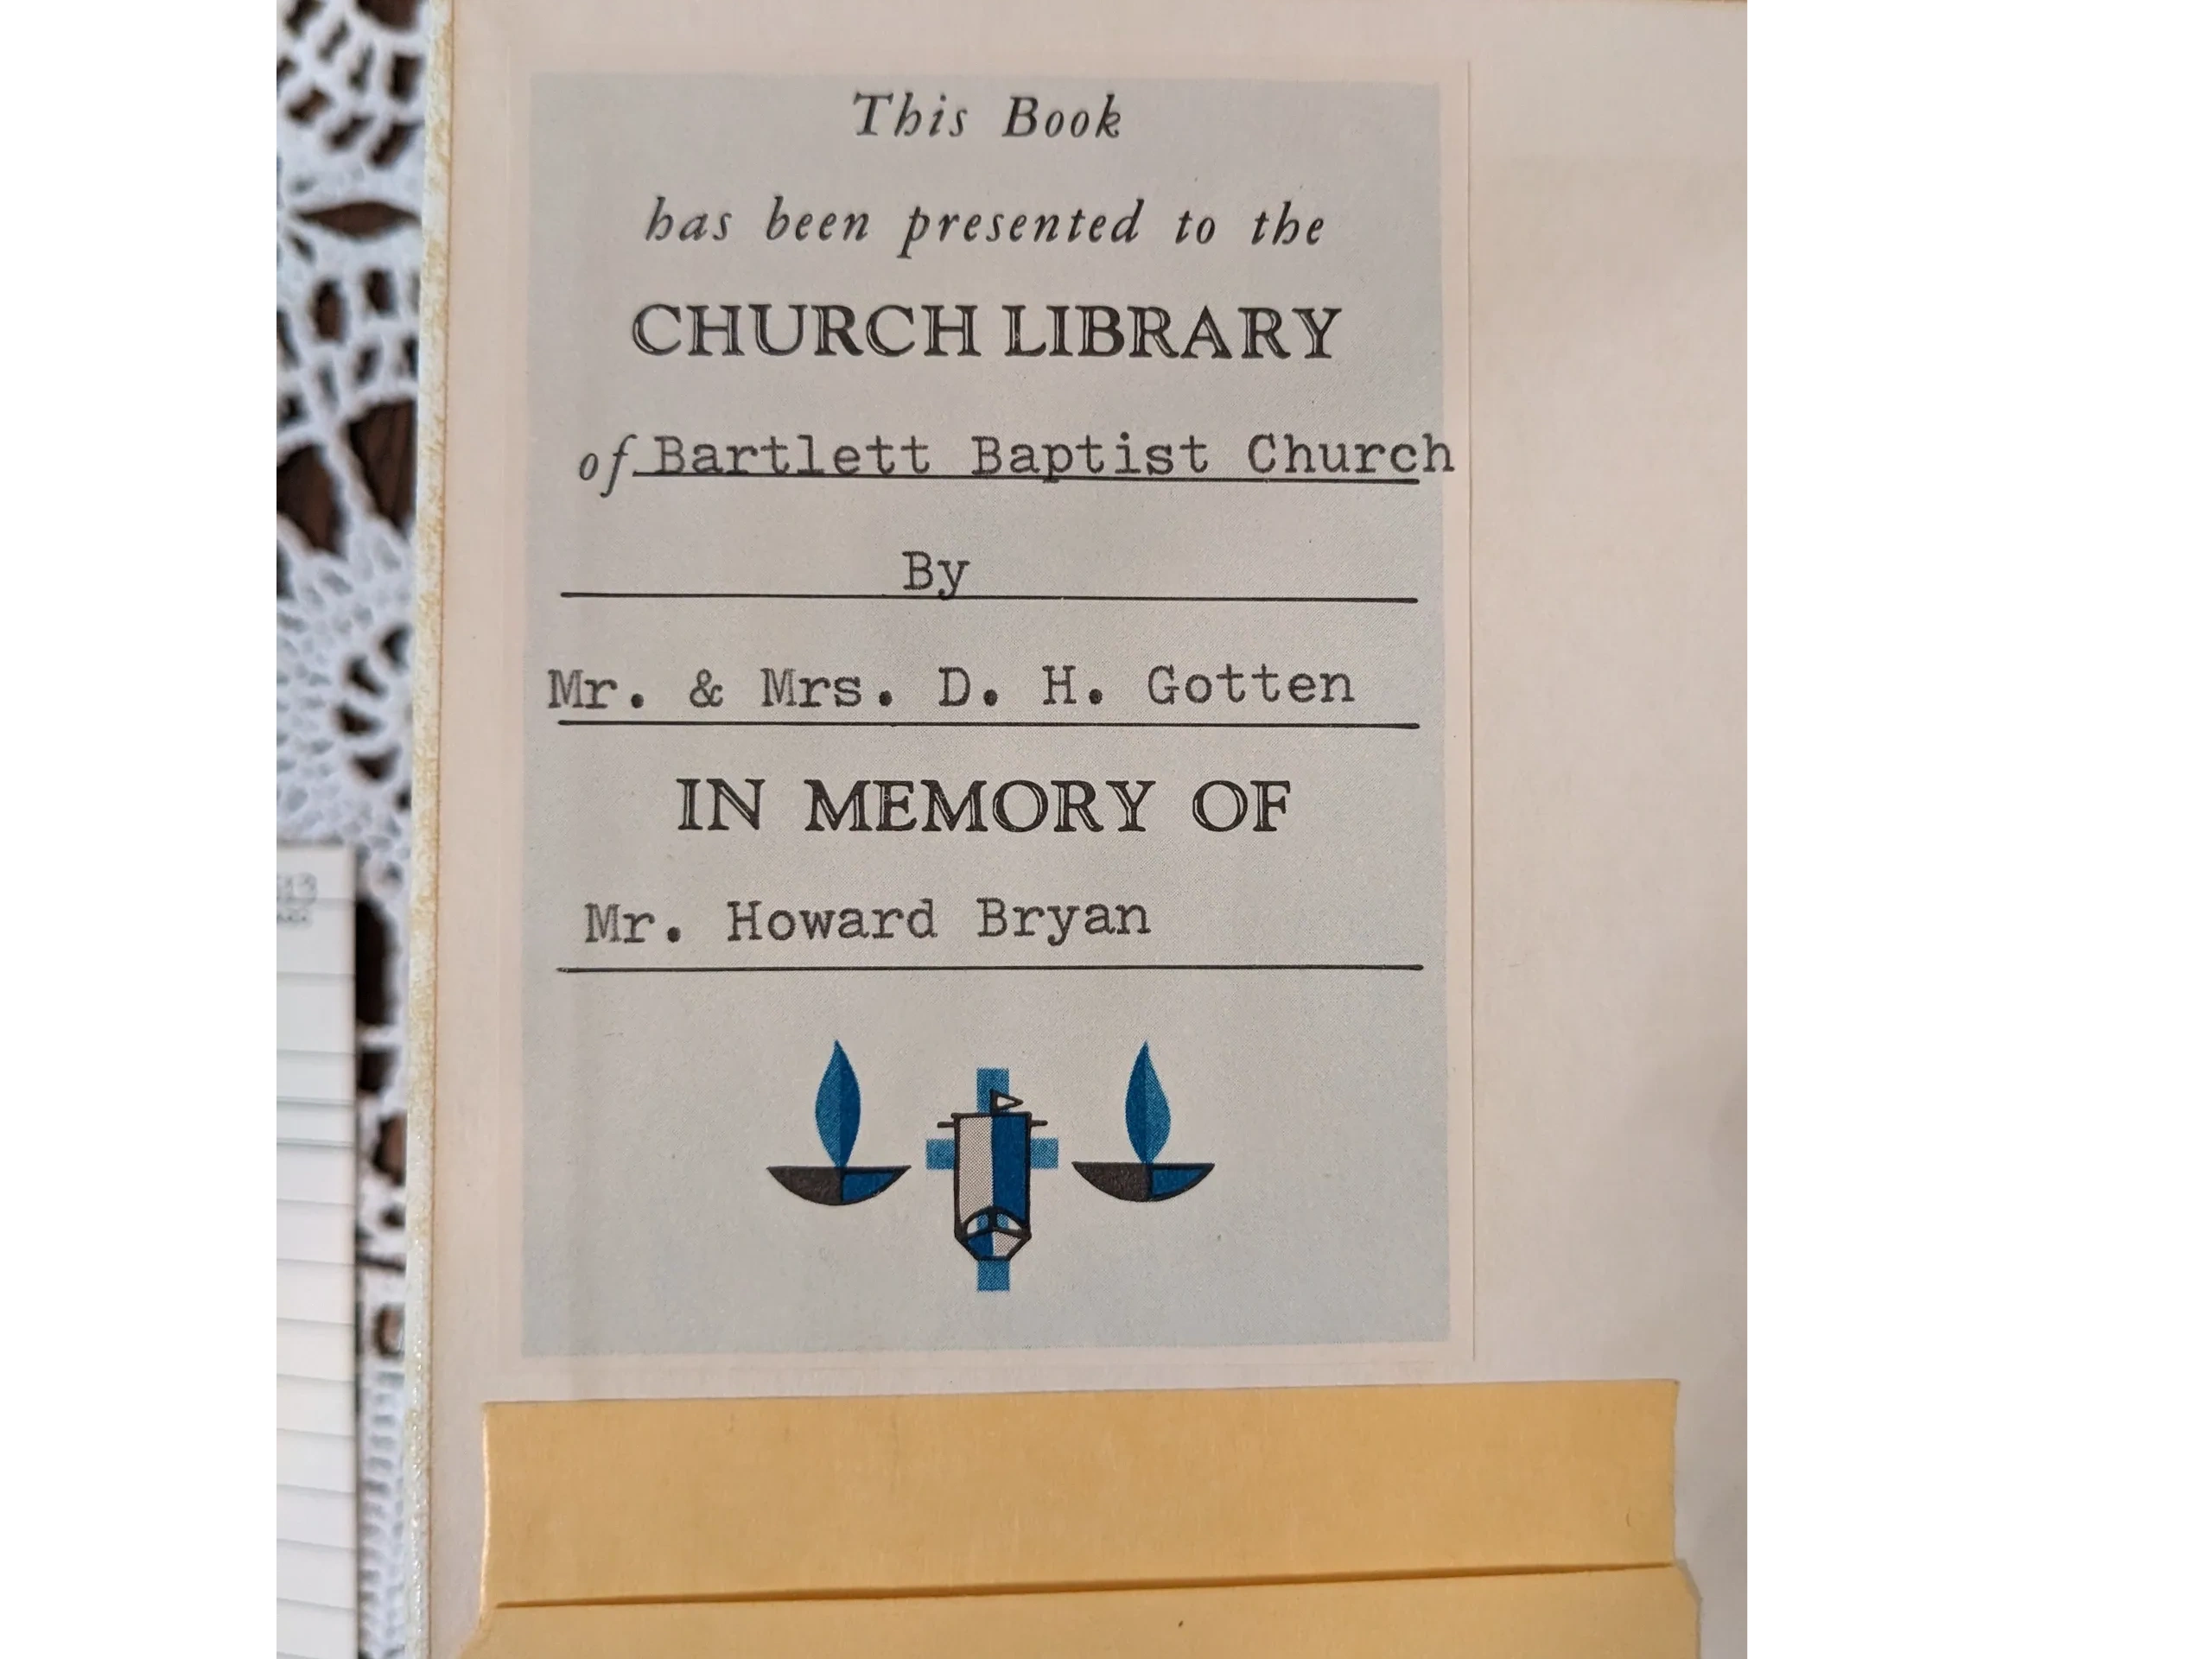 This Book
has been presented to the
CHURCH LIBRARY
of Bartlett Baptist Church
By
Mr. & Mrs. D. H. Gotten
IN MEMORY OF
Mr. Howard Bryan